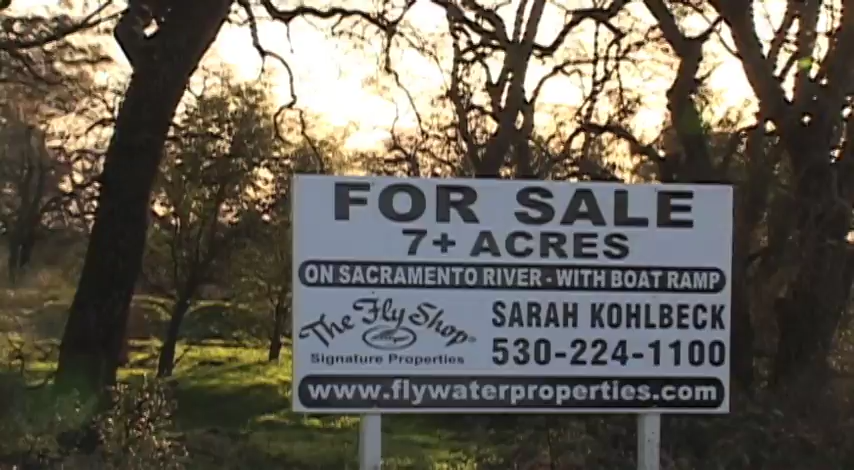 FOR SALE
7+ ACRES
ON SACRAMENTO RIVER - WITH BOAT RAMP
The Fly Shop®
Signature Properties
SARAH KOHLBECK
530-224-1100
www.flywaterproperties.com